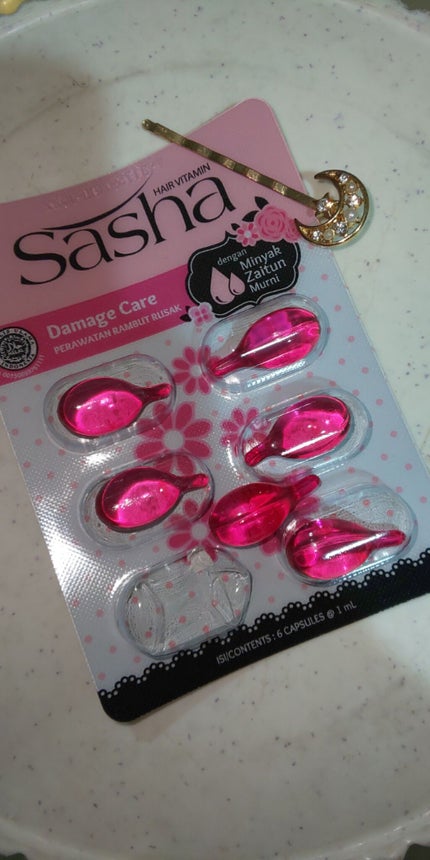 HAIR VITAMIN
Sasha
dengan
Minyak
Zaitun
Murni
Damage Care
PERAWATAN RAMBUT RUSAK
ISI/CONTENTS : 6 CAPSULES @ 1 mL